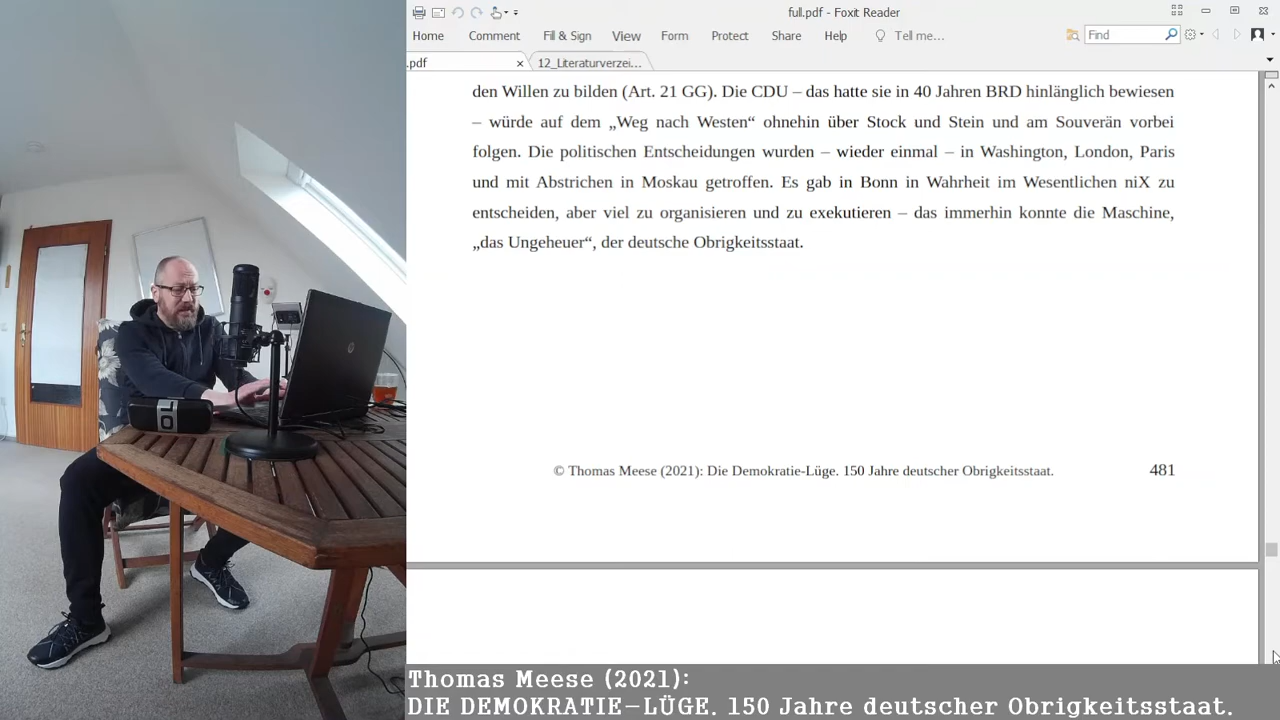 full.pdf - Foxit Reader
Home Comment Fill & Sign View Form Protect Share Help Tell me... Find
.pdf 12_Literaturverzei...
den Willen zu bilden (Art. 21 GG). Die CDU – das hatte sie in 40 Jahren BRD hinlänglich bewiesen
– würde auf dem „Weg nach Westen“ ohnehin über Stock und Stein und am Souverän vorbei
folgen. Die politischen Entscheidungen wurden – wieder einmal – in Washington, London, Paris
und mit Abstrichen in Moskau getroffen. Es gab in Bonn in Wahrheit im Wesentlichen niX zu
entscheiden, aber viel zu organisieren und zu exekutieren – das immerhin konnte die Maschine,
„das Ungeheuer“, der deutsche Obrigkeitsstaat.
© Thomas Meese (2021): Die Demokratie-Lüge. 150 Jahre deutscher Obrigkeitsstaat. 481
Thomas Meese (2021):
DIE DEMOKRATIE-LÜGE. 150 Jahre deutscher Obrigkeitsstaat.